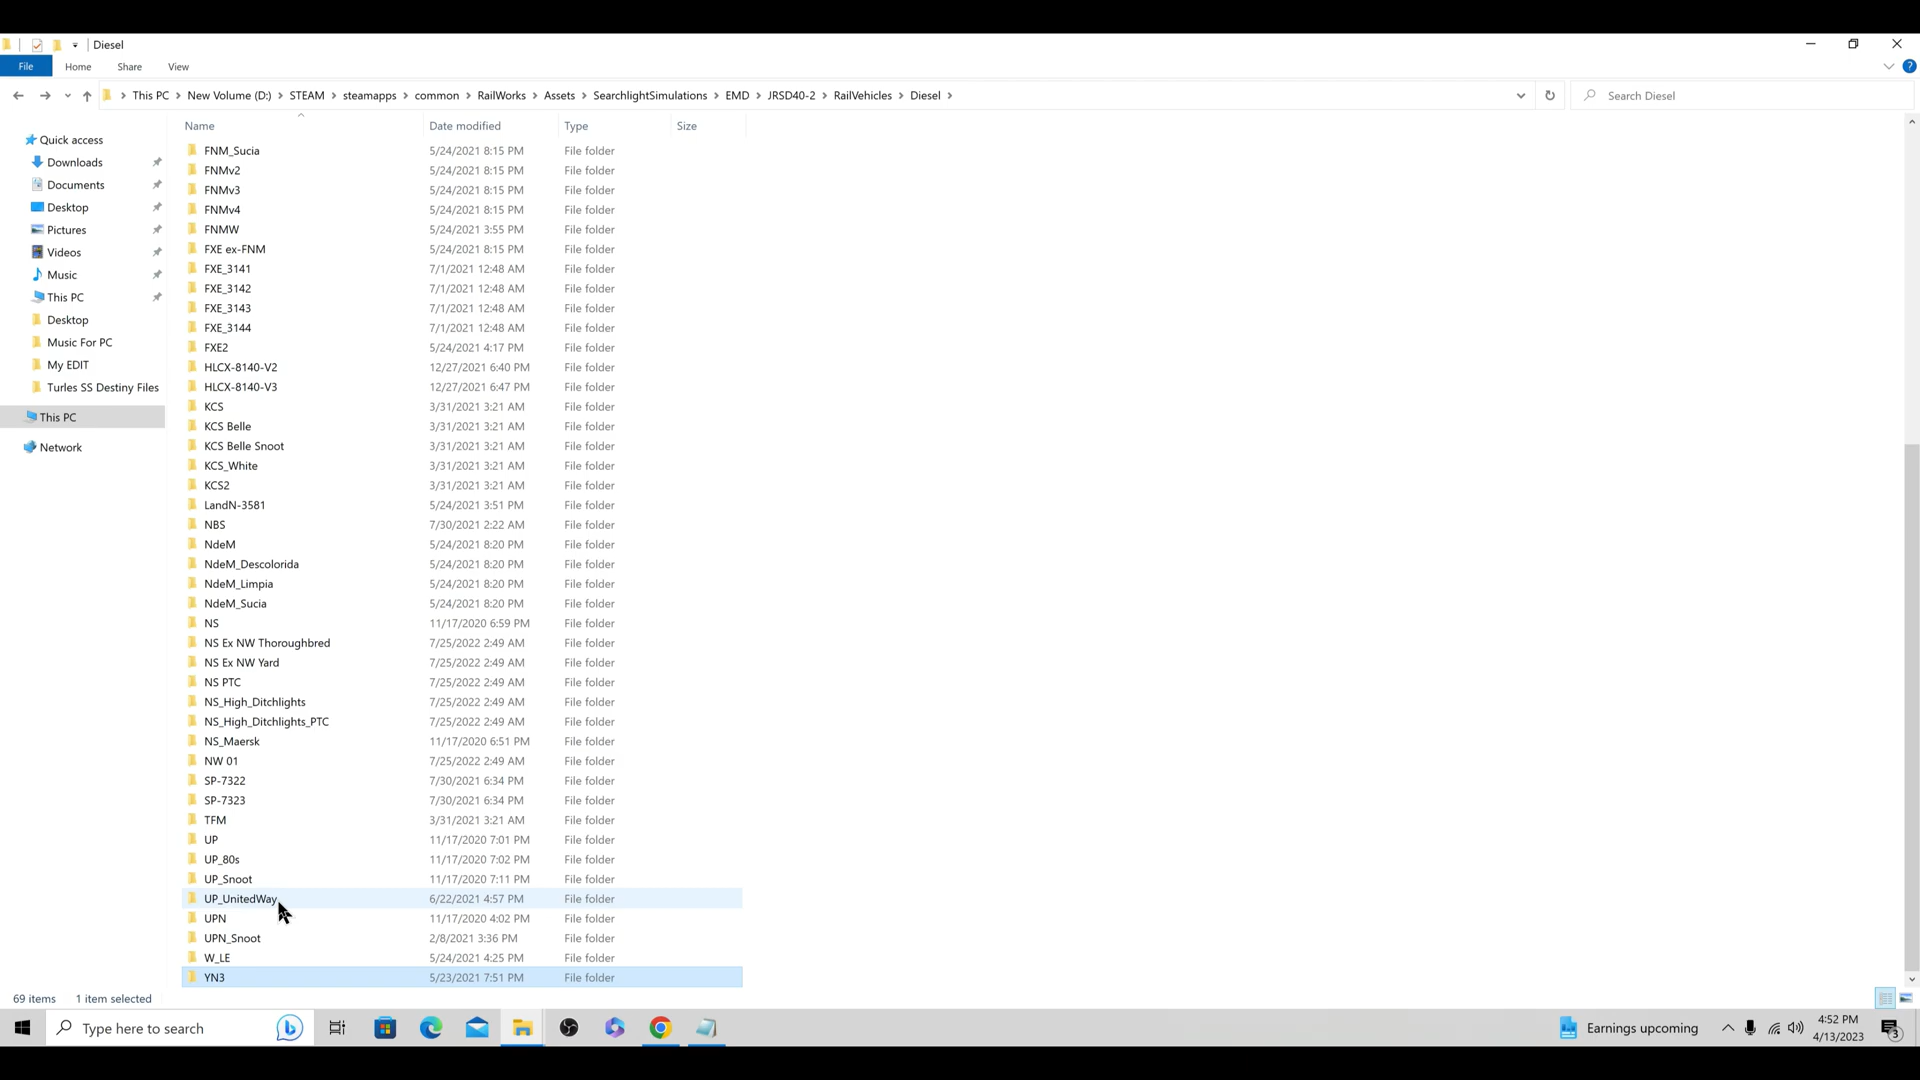 Diesel
File Home Share View
This PC New Volume (D:) STEAM steamapps common RailWorks Assets SearchlightSimulations EMD JRSD40-2 RailVehicles Diesel Search Diesel
Name Date modified Type Size
Quick access
Downloads
Documents
Desktop
Pictures
Videos
Music
This PC
Desktop
Music For PC
My EDIT
Turles SS Destiny Files
This PC
Network
FNM_Sucia 5/24/2021 8:15 PM File folder
FNMv2 5/24/2021 8:15 PM File folder
FNMv3 5/24/2021 8:15 PM File folder
FNMv4 5/24/2021 8:15 PM File folder
FNMW 5/24/2021 3:55 PM File folder
FXE ex-FNM 5/24/2021 8:15 PM File folder
FXE_3141 7/1/2021 12:48 AM File folder
FXE_3142 7/1/2021 12:48 AM File folder
FXE_3143 7/1/2021 12:48 AM File folder
FXE_3144 7/1/2021 12:48 AM File folder
FXE2 5/24/2021 4:17 PM File folder
HLCX-8140-V2 12/27/2021 6:40 PM File folder
HLCX-8140-V3 12/27/2021 6:47 PM File folder
KCS 3/31/2021 3:21 AM File folder
KCS Belle 3/31/2021 3:21 AM File folder
KCS Belle Snoot 3/31/2021 3:21 AM File folder
KCS_White 3/31/2021 3:21 AM File folder
KCS2 3/31/2021 3:21 AM File folder
LandN-3581 5/24/2021 3:51 PM File folder
NBS 7/30/2021 2:22 AM File folder
NdeM 5/24/2021 8:20 PM File folder
NdeM_Descolorida 5/24/2021 8:20 PM File folder
NdeM_Limpia 5/24/2021 8:20 PM File folder
NdeM_Sucia 5/24/2021 8:20 PM File folder
NS 11/17/2020 6:59 PM File folder
NS Ex NW Thoroughbred 7/25/2022 2:49 AM File folder
NS Ex NW Yard 7/25/2022 2:49 AM File folder
NS PTC 7/25/2022 2:49 AM File folder
NS_High_Ditchlights 7/25/2022 2:49 AM File folder
NS_High_Ditchlights_PTC 7/25/2022 2:49 AM File folder
NS_Maersk 11/17/2020 6:51 PM File folder
NW 01 7/25/2022 2:49 AM File folder
SP-7322 7/30/2021 6:34 PM File folder
SP-7323 7/30/2021 6:34 PM File folder
TFM 3/31/2021 3:21 AM File folder
UP 11/17/2020 7:01 PM File folder
UP_80s 11/17/2020 7:02 PM File folder
UP_Snoot 11/17/2020 7:11 PM File folder
UP_UnitedWay 6/22/2021 4:57 PM File folder
UPN 11/17/2020 4:02 PM File folder
UPN_Snoot 2/8/2021 3:36 PM File folder
W_LE 5/24/2021 4:25 PM File folder
YN3 5/23/2021 7:51 PM File folder
69 items 1 item selected
Type here to search
Earnings upcoming
4:52 PM
4/13/2023
3